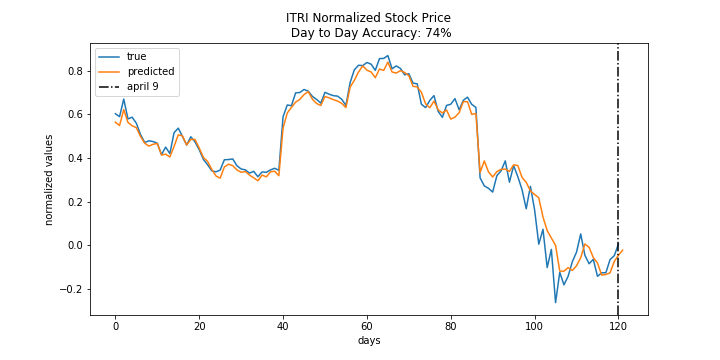 ITRI Normalized Stock Price
Day to Day Accuracy: 74%
true
predicted
april 9
normalized values
0.8
0.6
0.4
0.2
0.0
−0.2
0 20 40 60 80 100 120
days